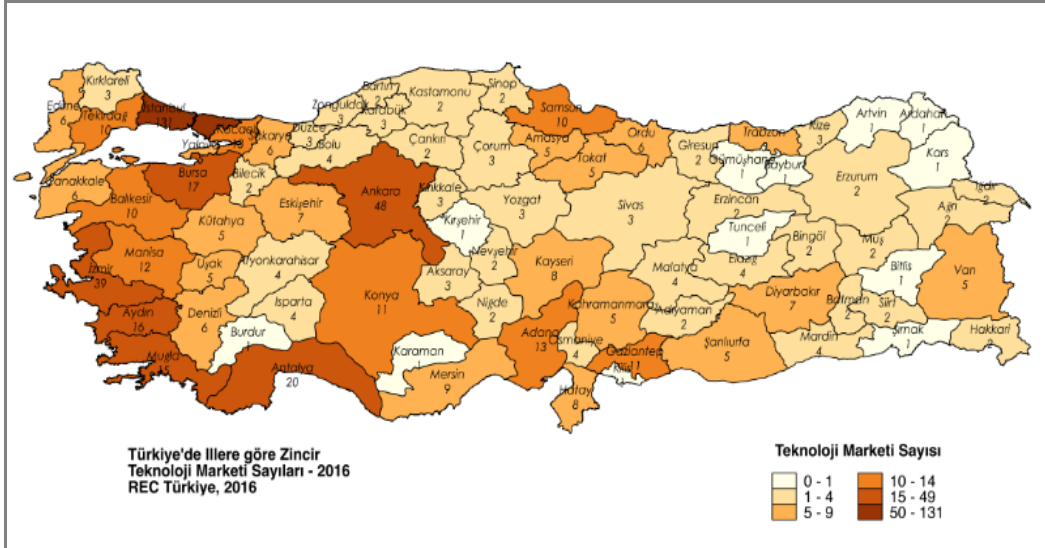 Kırklareli
3
Edirne
6
Tekirdağ
10
İstanbul
131
Kocaeli
Yalova
Sakarya
6
Düzce
3
Bolu
4
Zonguldak
3
Bartın
2
Karabük
3
Kastamonu
2
Sinop
2
Samsun
10
Çankırı
2
Çorum
3
Amasya
5
Tokat
5
Ordu
6
Giresun
2
Trabzon
Gümüşhane
1
Bayburt
1
Rize
3
Artvin
1
Ardahan
1
Kars
1
Iğdır
2
Ağrı
2
Erzurum
2
Erzincan
2
Çanakkale
6
Balıkesir
10
Bursa
17
Bilecik
2
Eskişehir
7
Kütahya
5
Ankara
48
Kırıkkale
3
Kırşehir
1
Yozgat
3
Sivas
3
Tunceli
1
Bingöl
2
Muş
2
Bitlis
1
Van
5
İzmir
39
Manisa
12
Uşak
5
Afyonkarahisar
4
Konya
11
Aksaray
3
Nevşehir
2
Niğde
2
Kayseri
8
Malatya
4
Elazığ
4
Diyarbakır
7
Batman
2
Siirt
2
Şırnak
1
Hakkari
2
Aydın
16
Denizli
6
Isparta
4
Burdur
1
Muğla
15
Antalya
20
Karaman
Mersin
9
Adana
13
Osmaniye
4
Kahramanmaraş
5
Adıyaman
2
Gaziantep
11
Kilis
Hatay
8
Şanlıurfa
5
Mardin
4
Türkiye'de Illere göre Zincir
Teknoloji Marketi Sayıları - 2016
REC Türkiye, 2016
Teknoloji Marketi Sayısı
0 - 1
1 - 4
5 - 9
10 - 14
15 - 49
50 - 131